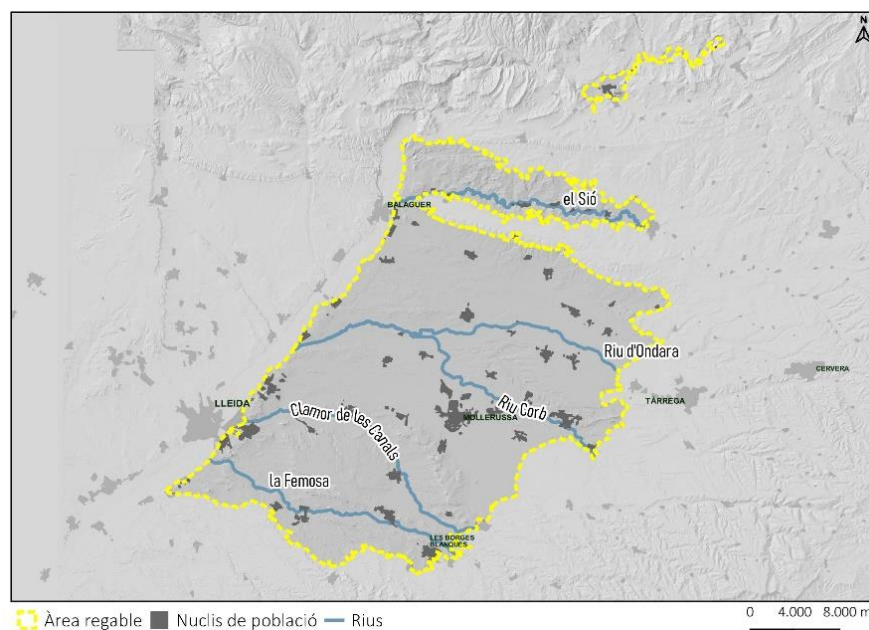 N
el Sió
BALAGUER
Riu d'Ondara
CERVERA
TÀRREGA
LLEIDA
Clamor de les Canals
Riu Corb
MOLLERUSSA
la Femosa
LES BORGES
BLANQUES
Àrea regable Nuclis de població Rius
0 4.000 8.000 m